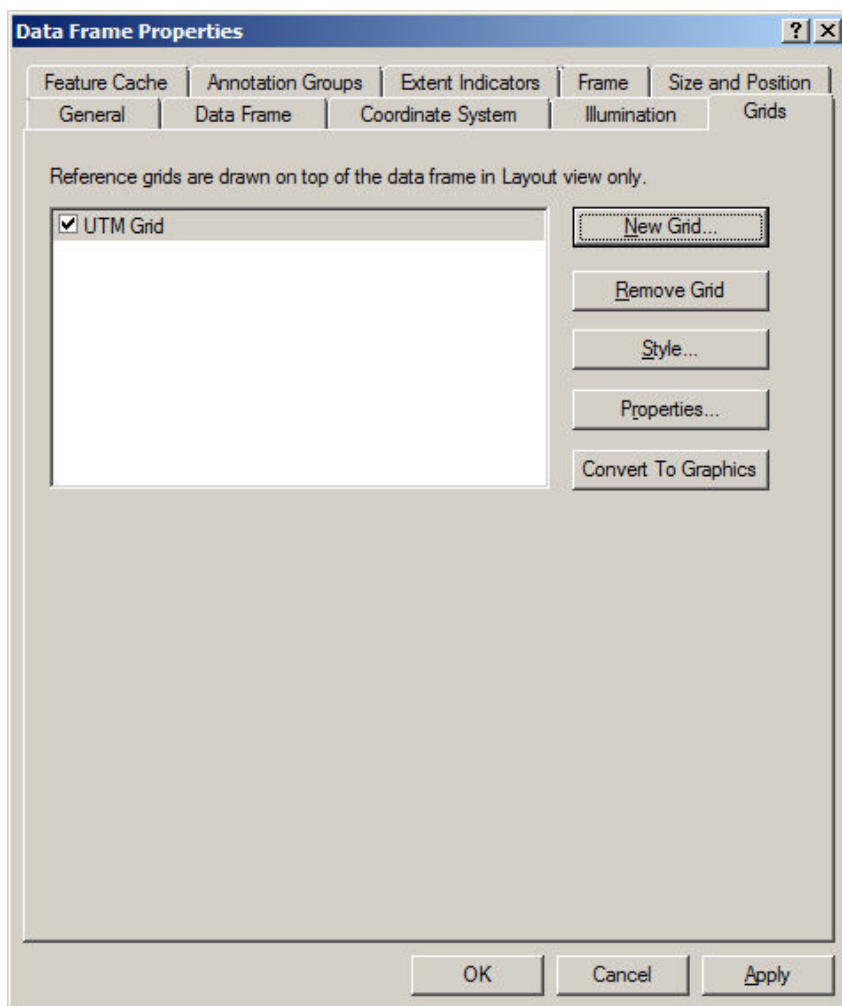 Data Frame Properties
Feature Cache Annotation Groups Extent Indicators Frame Size and Position
General Data Frame Coordinate System Illumination Grids
Reference grids are drawn on top of the data frame in Layout view only.
UTM Grid
New Grid...
Remove Grid
Style...
Properties...
Convert To Graphics
OK Cancel Apply